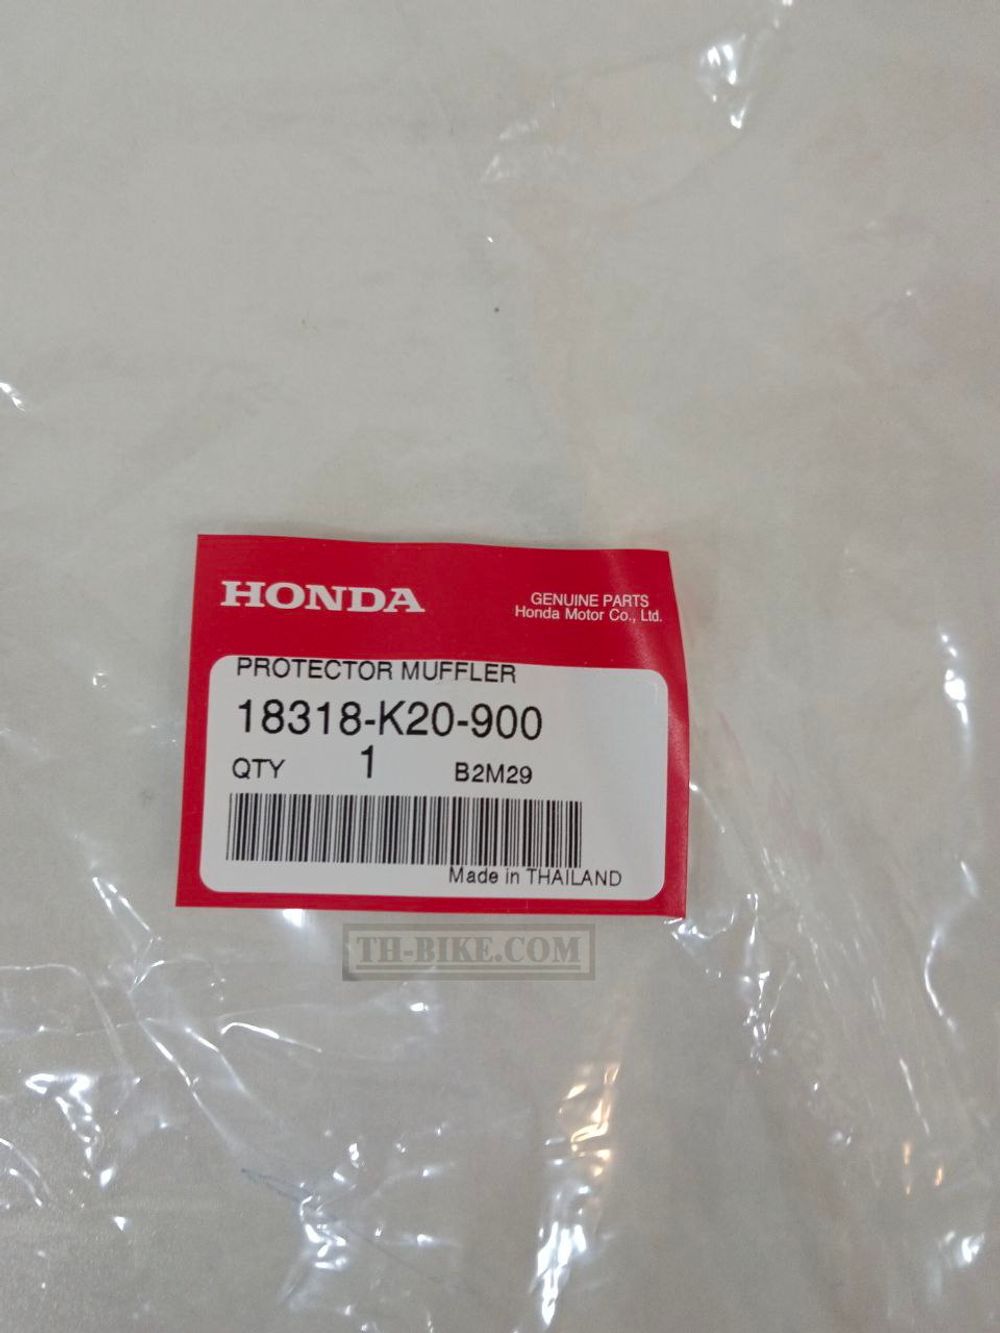 HONDA
GENUINE PARTS
Honda Motor Co., Ltd.
PROTECTOR MUFFLER
18318-K20-900
QTY 1 B2M29
Made in THAILAND
TH-BIKE.COM